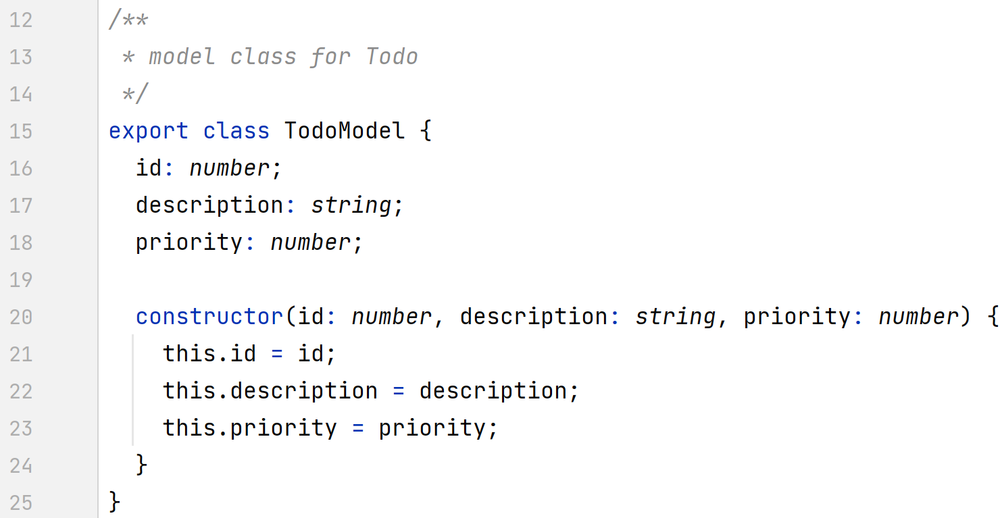 12 /**
13  * model class for Todo
14  */
15 export class TodoModel {
16   id: number;
17   description: string;
18   priority: number;
19
20   constructor(id: number, description: string, priority: number) {
21     this.id = id;
22     this.description = description;
23     this.priority = priority;
24   }
25 }